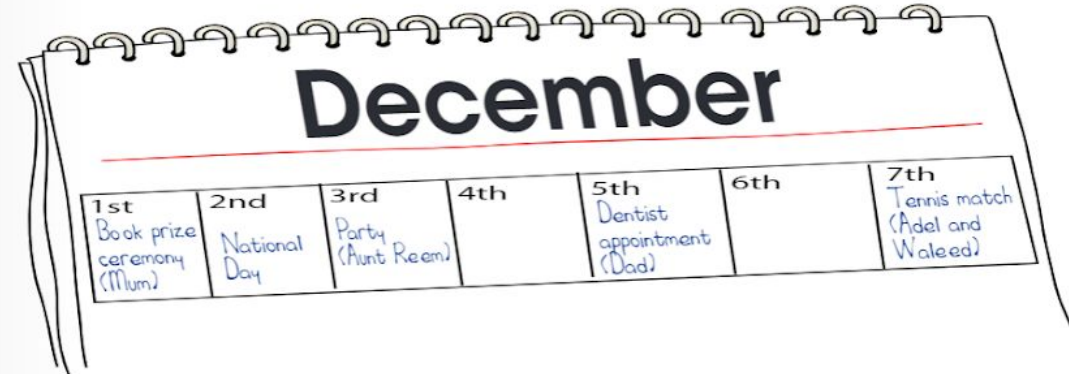 December
1st
Book prize
ceremony
(Mum)
2nd
National
Day
3rd
Party
(Aunt Reem)
4th
5th
Dentist
appointment
(Dad)
6th
7th
Tennis match
(Adel and
Waleed)